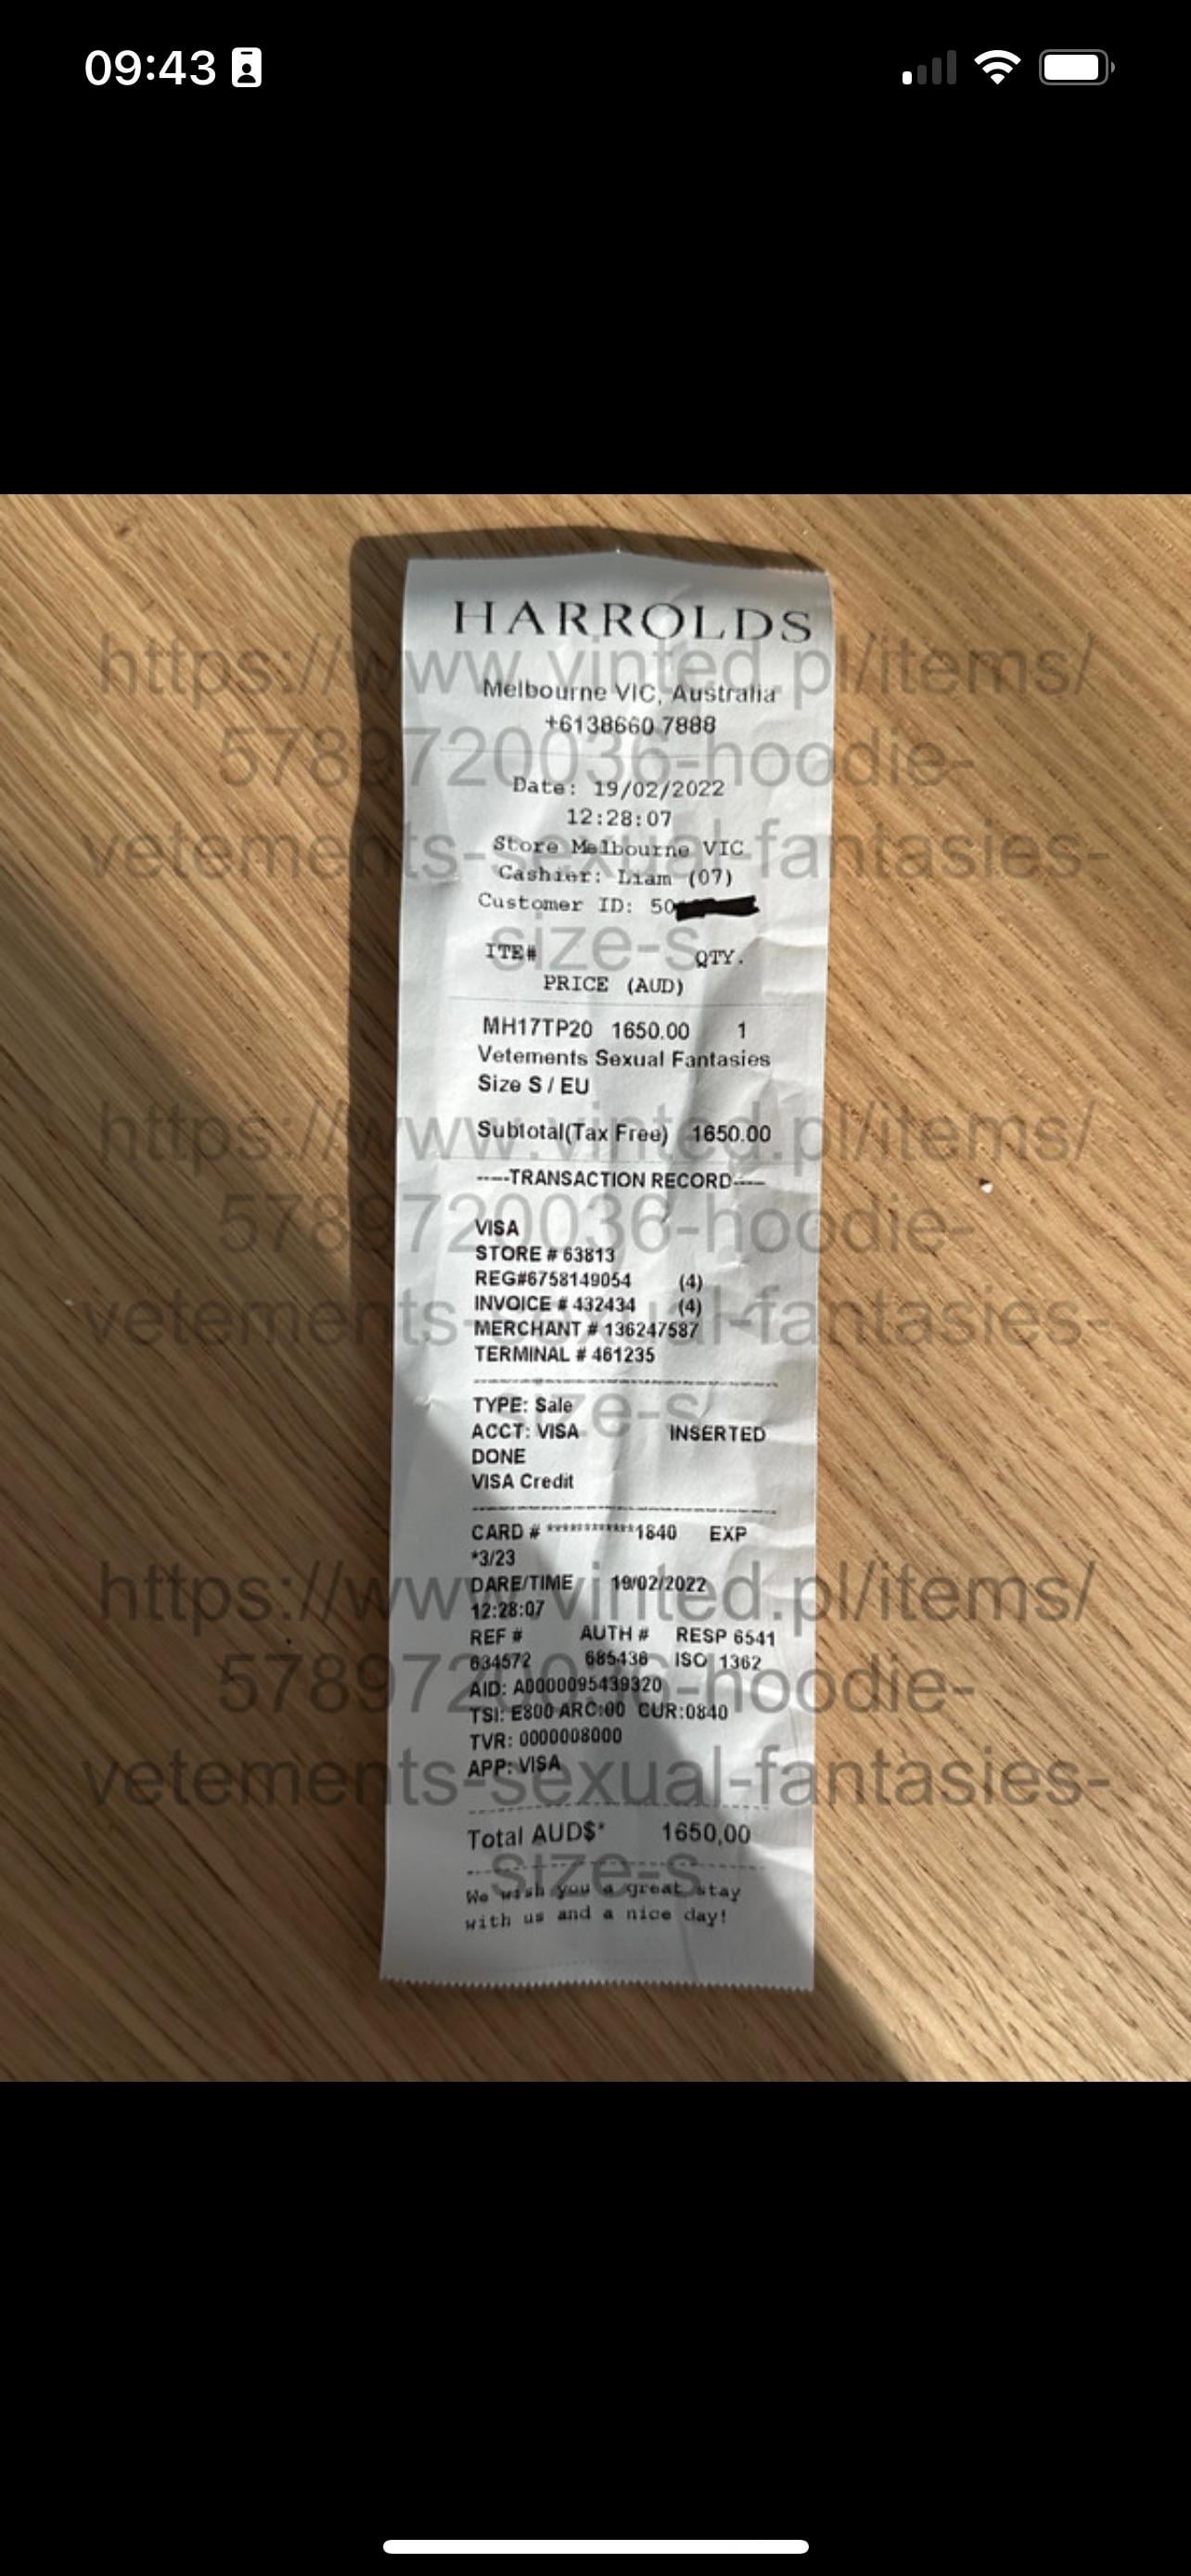 09:43
HARROLDS
Melbourne VIC, Australia
+6138660 7888
Date: 19/02/2022
12:28:07
Store Melbourne VIC
Cashier: Liam (07)
Customer ID: 50
ITE# QTY.
PRICE (AUD)
MH17TP20 1650.00 1
Vetements Sexual Fantasies
Size S / EU
Subtotal(Tax Free) 1650.00
-----TRANSACTION RECORD-----
VISA
STORE # 63813
REG#6758149054 (4)
INVOICE # 432434 (4)
MERCHANT # 136247587
TERMINAL # 461235
TYPE: Sale
ACCT: VISA INSERTED
DONE
VISA Credit
CARD # ************1840 EXP
*3/23
DARE/TIME 19/02/2022
12:28:07
REF # AUTH # RESP 6541
634572 685436 ISO 1362
AID: A0000095439320
TSI: E800 ARC:00 CUR:0840
TVR: 0000008000
APP: VISA
Total AUD$* 1650,00
We wish you a great stay
with us and a nice day!
https://www.vinted.pl/items/
5789720036-hoodie-
vetements-sexual-fantasies-
size-s
https://www.vinted.pl/items/
5789720036-hoodie-
vetements-sexual-fantasies-
size-s
https://www.vinted.pl/items/
5789720036-hoodie-
vetements-sexual-fantasies-
size-s